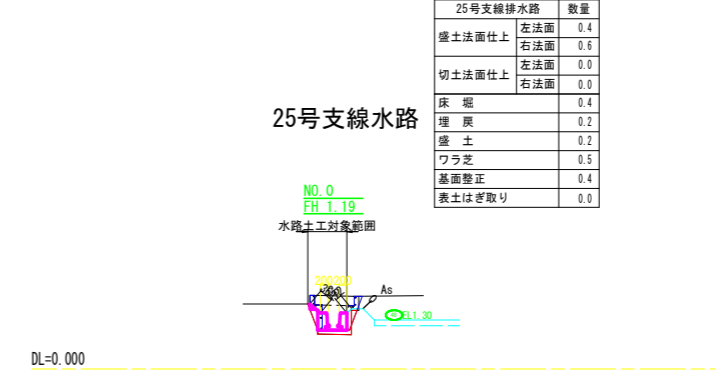 25号支線排水路 数量
盛土法面仕上 左法面 0.4
右法面 0.6
切土法面仕上 左法面 0.0
右法面 0.0
床 堀 0.4
埋 戻 0.2
盛 土 0.2
ワラ芝 0.5
基面整正 0.4
表土はぎ取り 0.0
25号支線水路
NO.0
FH 1.19
水路土工対象範囲
200200
As
EL1.30
DL=0.000